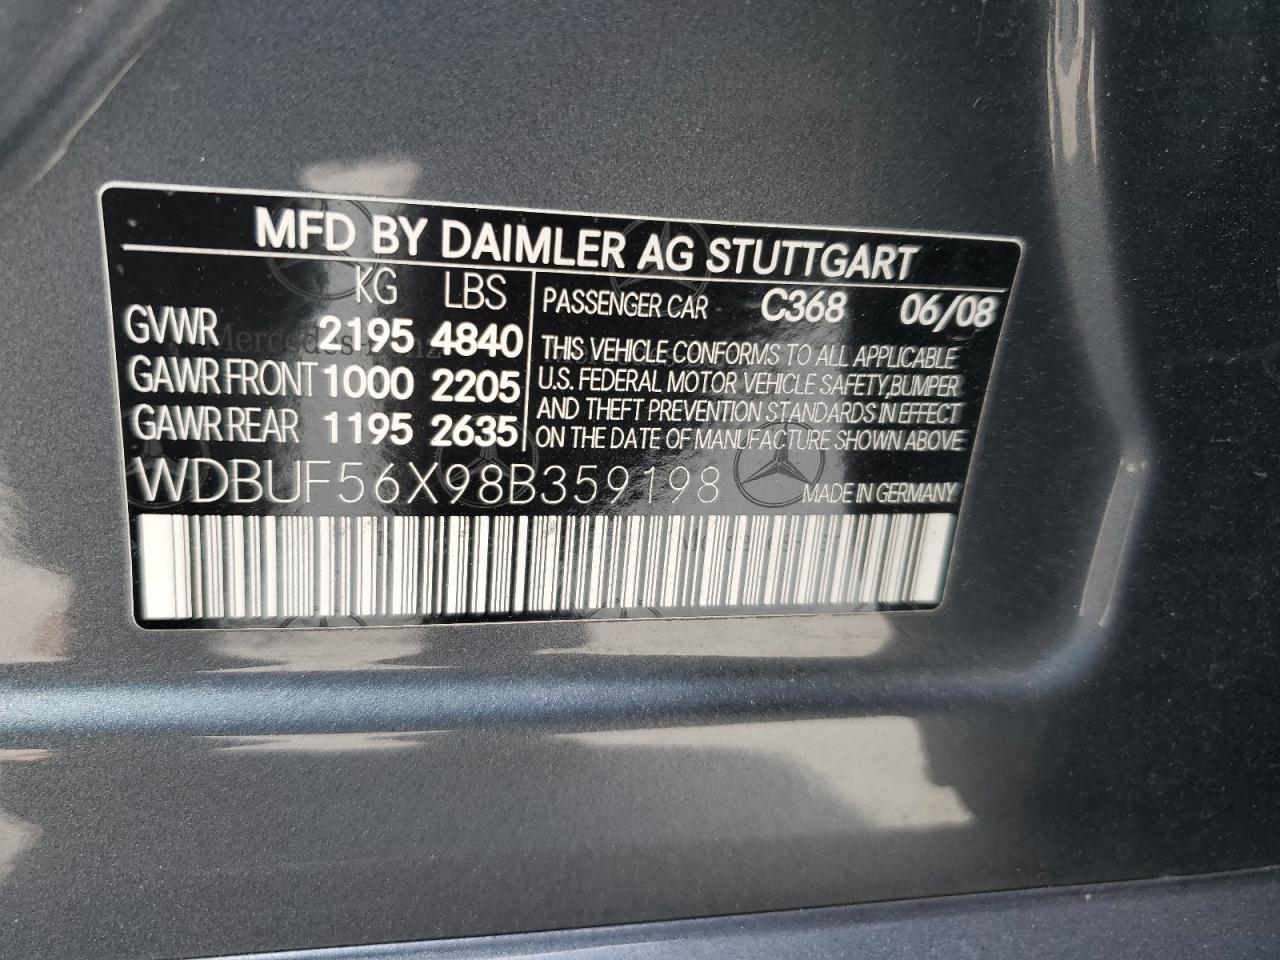 MFD BY DAIMLER AG STUTTGART
KG LBS
GVWR 2195 4840
GAWR FRONT 1000 2205
GAWR REAR 1195 2635
PASSENGER CAR C368 06/08
THIS VEHICLE CONFORMS TO ALL APPLICABLE
U.S. FEDERAL MOTOR VEHICLE SAFETY,BUMPER
AND THEFT PREVENTION STANDARDS IN EFFECT
ON THE DATE OF MANUFACTURE SHOWN ABOVE
WDBUF56X98B359198
MADE IN GERMANY